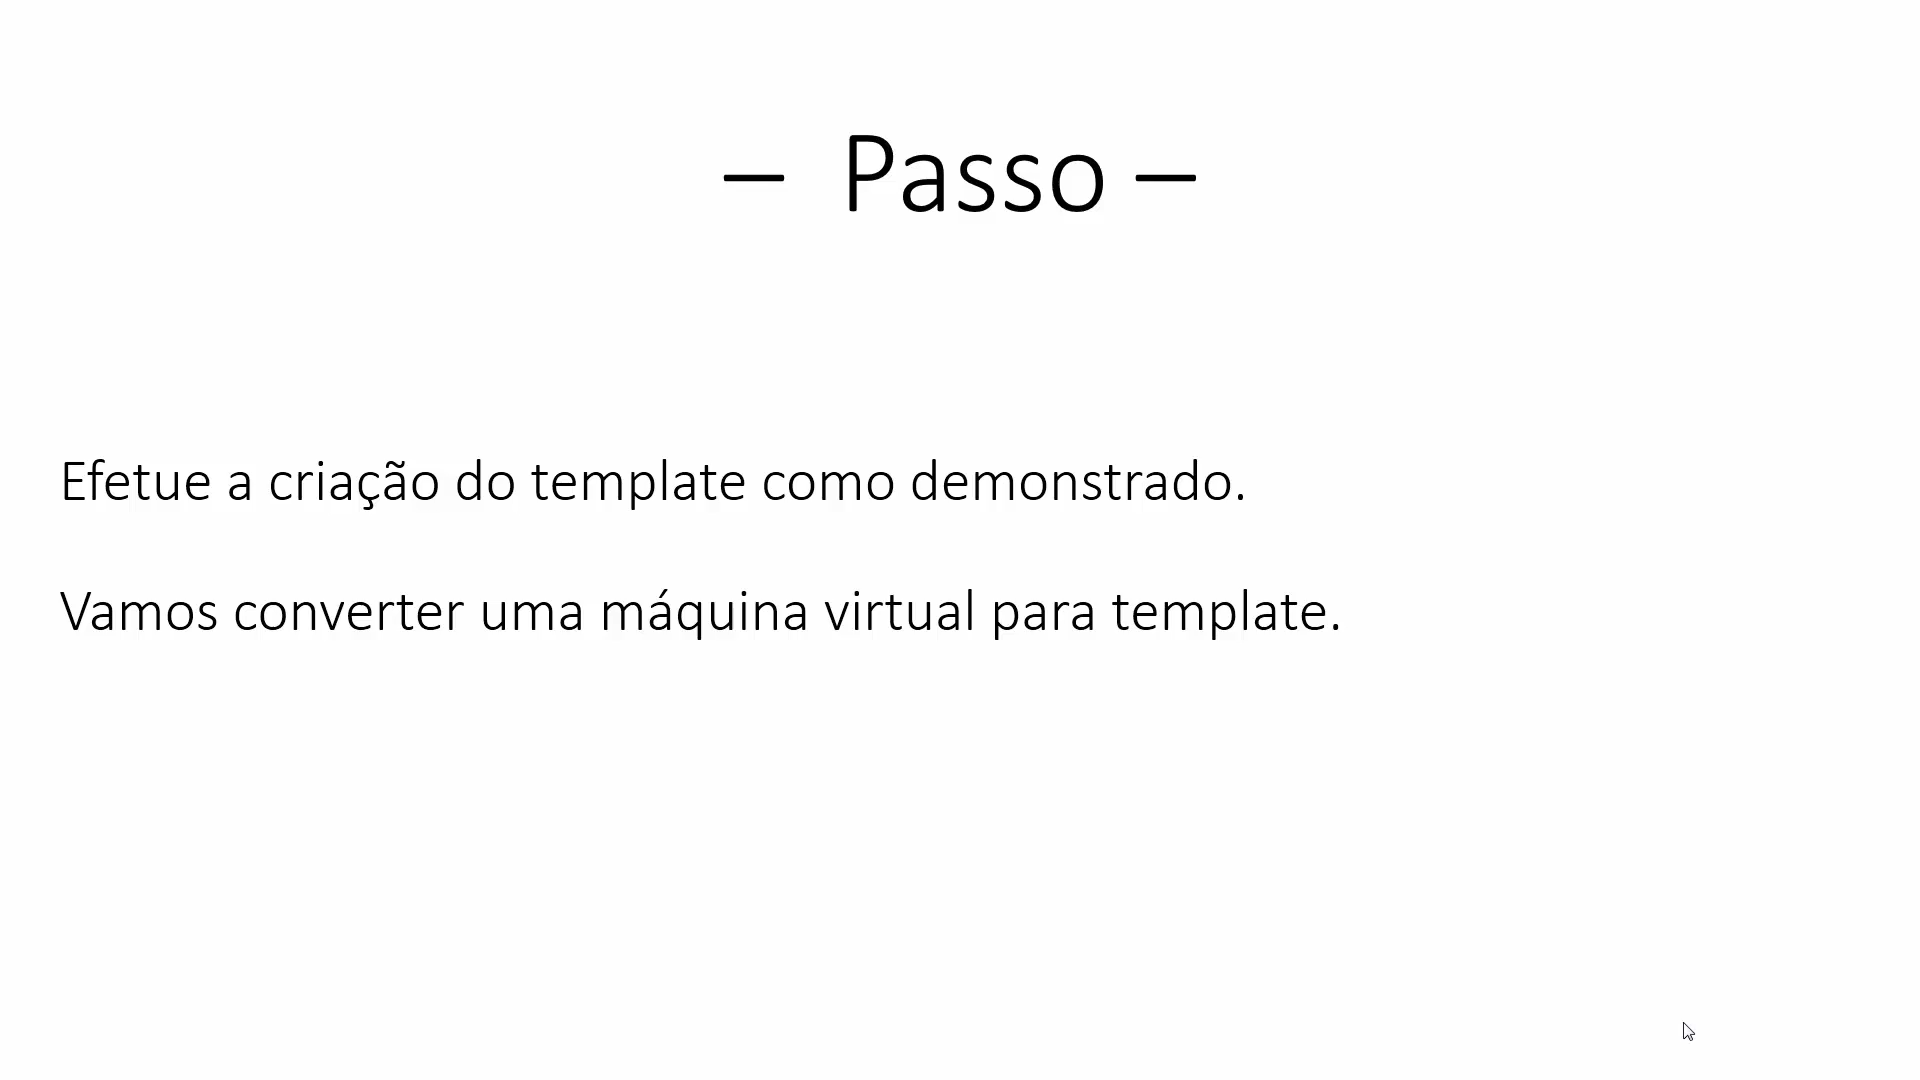 – Passo –
Efetue a criação do template como demonstrado.
Vamos converter uma máquina virtual para template.